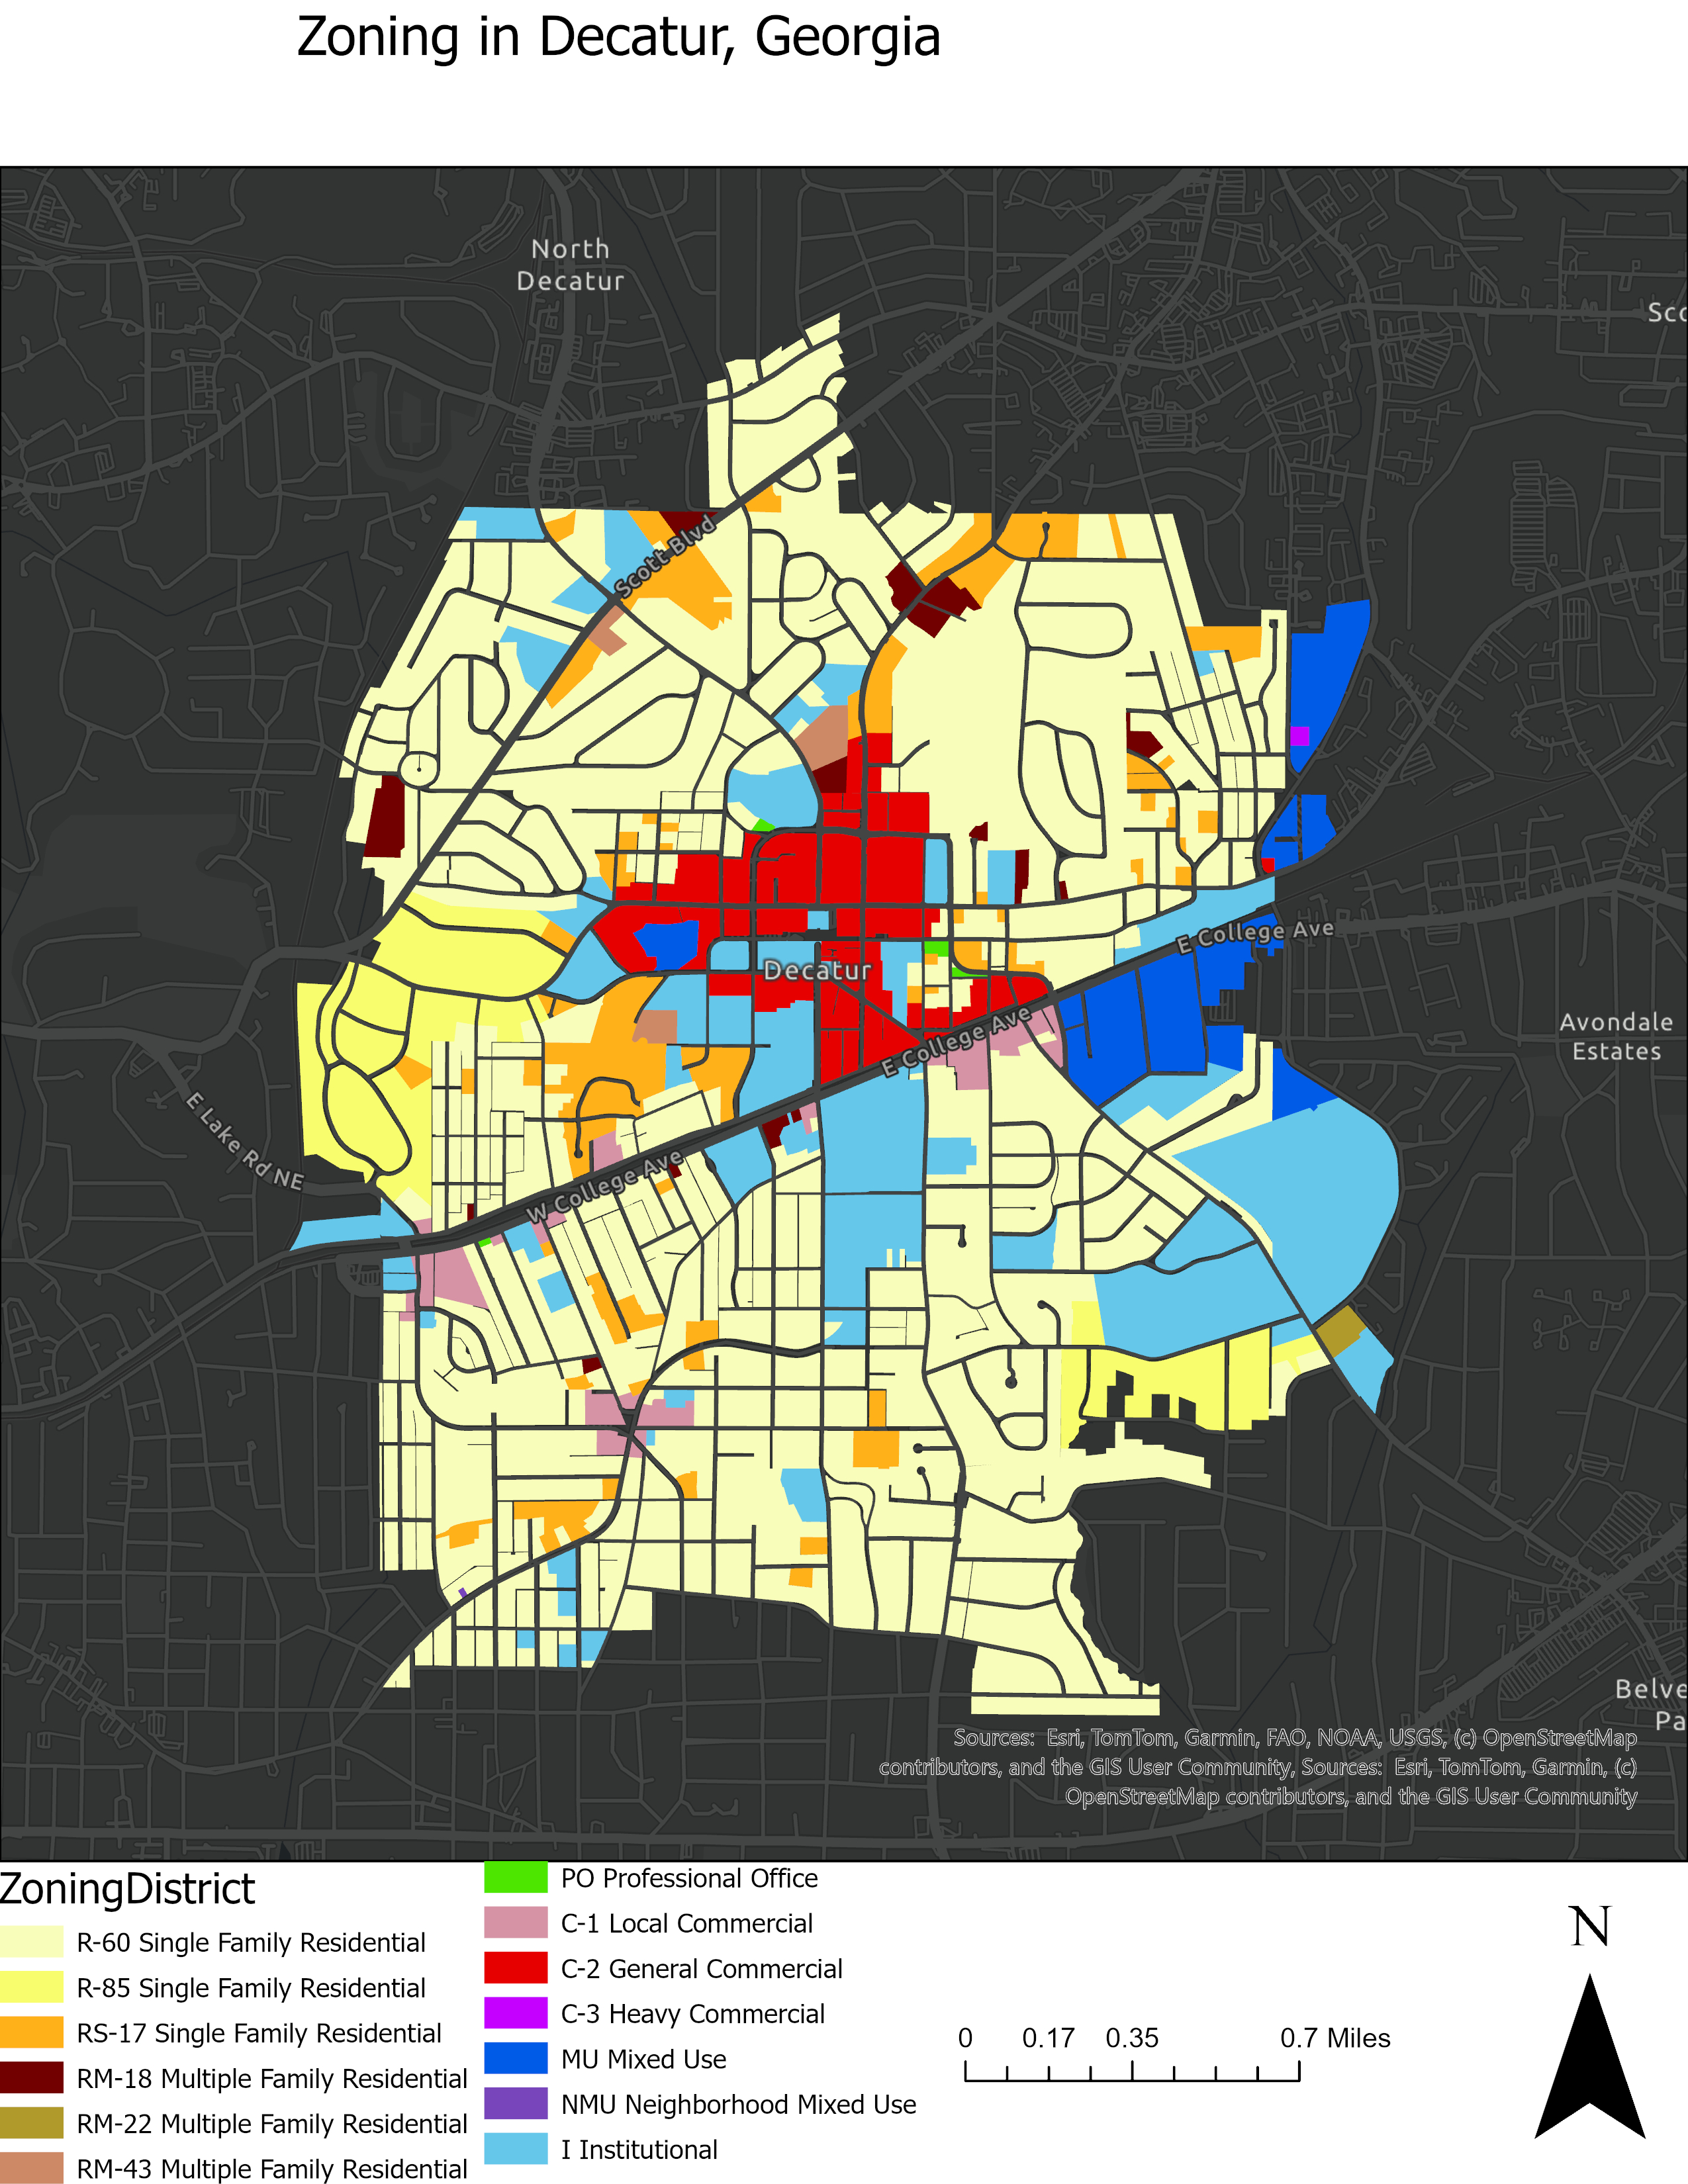 Zoning in Decatur, Georgia
North
Decatur
Scott Blvd
E College Ave
Decatur
E College Ave
Avondale
Estates
E Lake Rd NE
W College Ave
Sources: Esri, TomTom, Garmin, FAO, NOAA, USGS, (c) OpenStreetMap
contributors, and the GIS User Community, Sources: Esri, TomTom, Garmin, (c)
OpenStreetMap contributors, and the GIS User Community
ZoningDistrict
R-60 Single Family Residential
R-85 Single Family Residential
RS-17 Single Family Residential
RM-18 Multiple Family Residential
RM-22 Multiple Family Residential
RM-43 Multiple Family Residential
PO Professional Office
C-1 Local Commercial
C-2 General Commercial
C-3 Heavy Commercial
MU Mixed Use
NMU Neighborhood Mixed Use
I Institutional
0 0.17 0.35 0.7 Miles
N